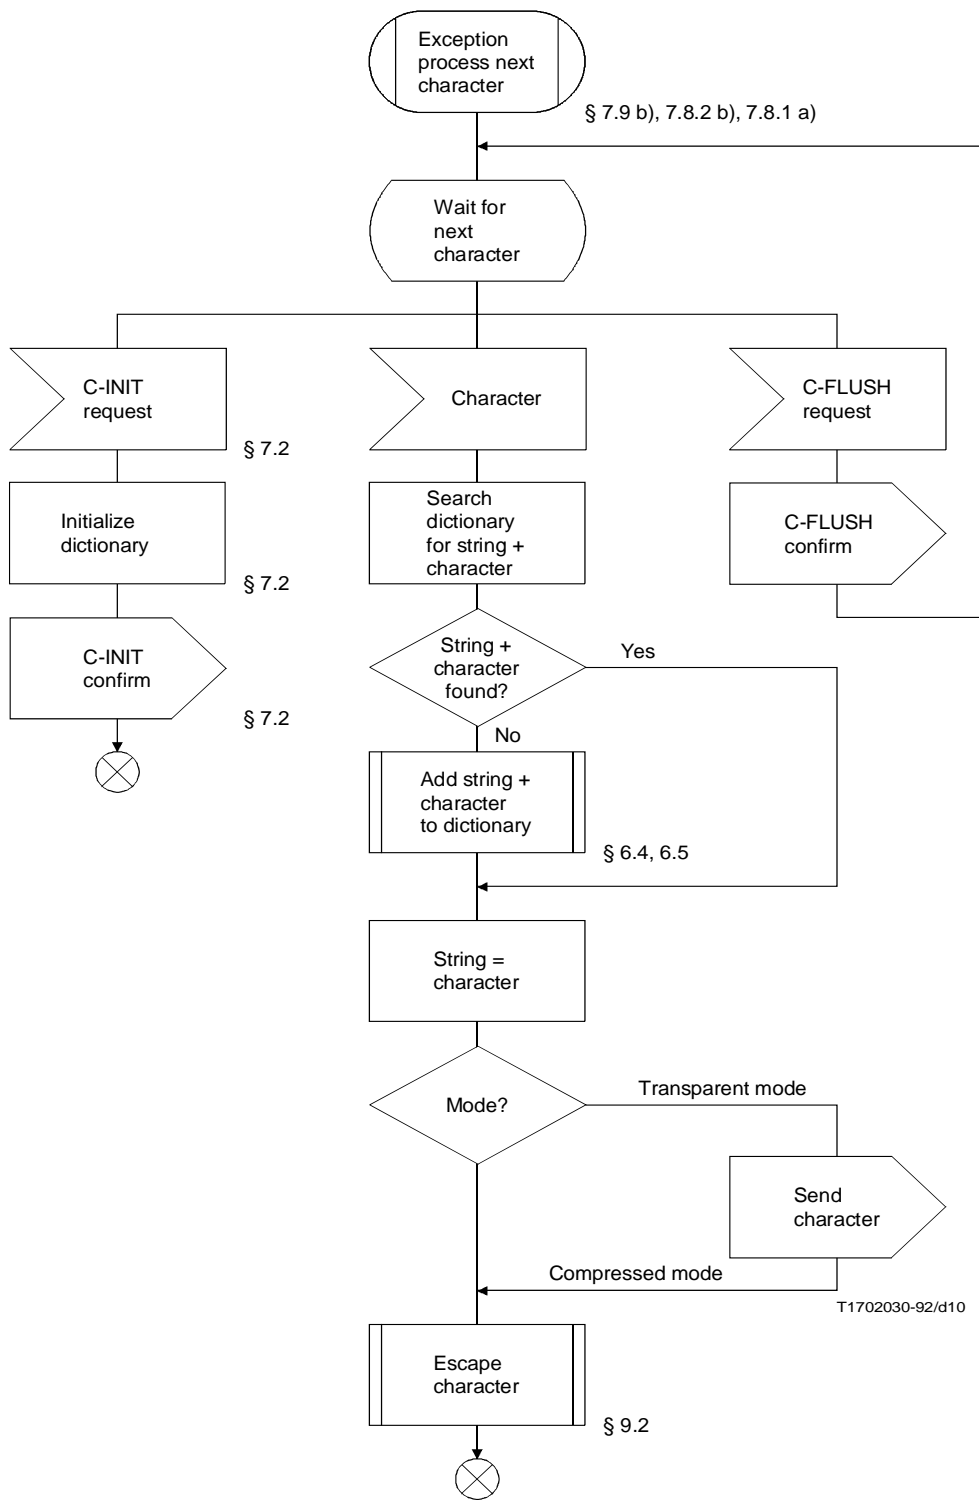 Exception
process next
character
§ 7.9 b), 7.8.2 b), 7.8.1 a)
Wait for
next
character
C-INIT
request
§ 7.2
Character
C-FLUSH
request
Initialize
dictionary
§ 7.2
Search
dictionary
for string +
character
C-FLUSH
confirm
C-INIT
confirm
§ 7.2
String +
character
found?
Yes
No
Add string +
character
to dictionary
§ 6.4, 6.5
String =
character
Mode?
Transparent mode
Send
character
Compressed mode
T1702030-92/d10
Escape
character
§ 9.2